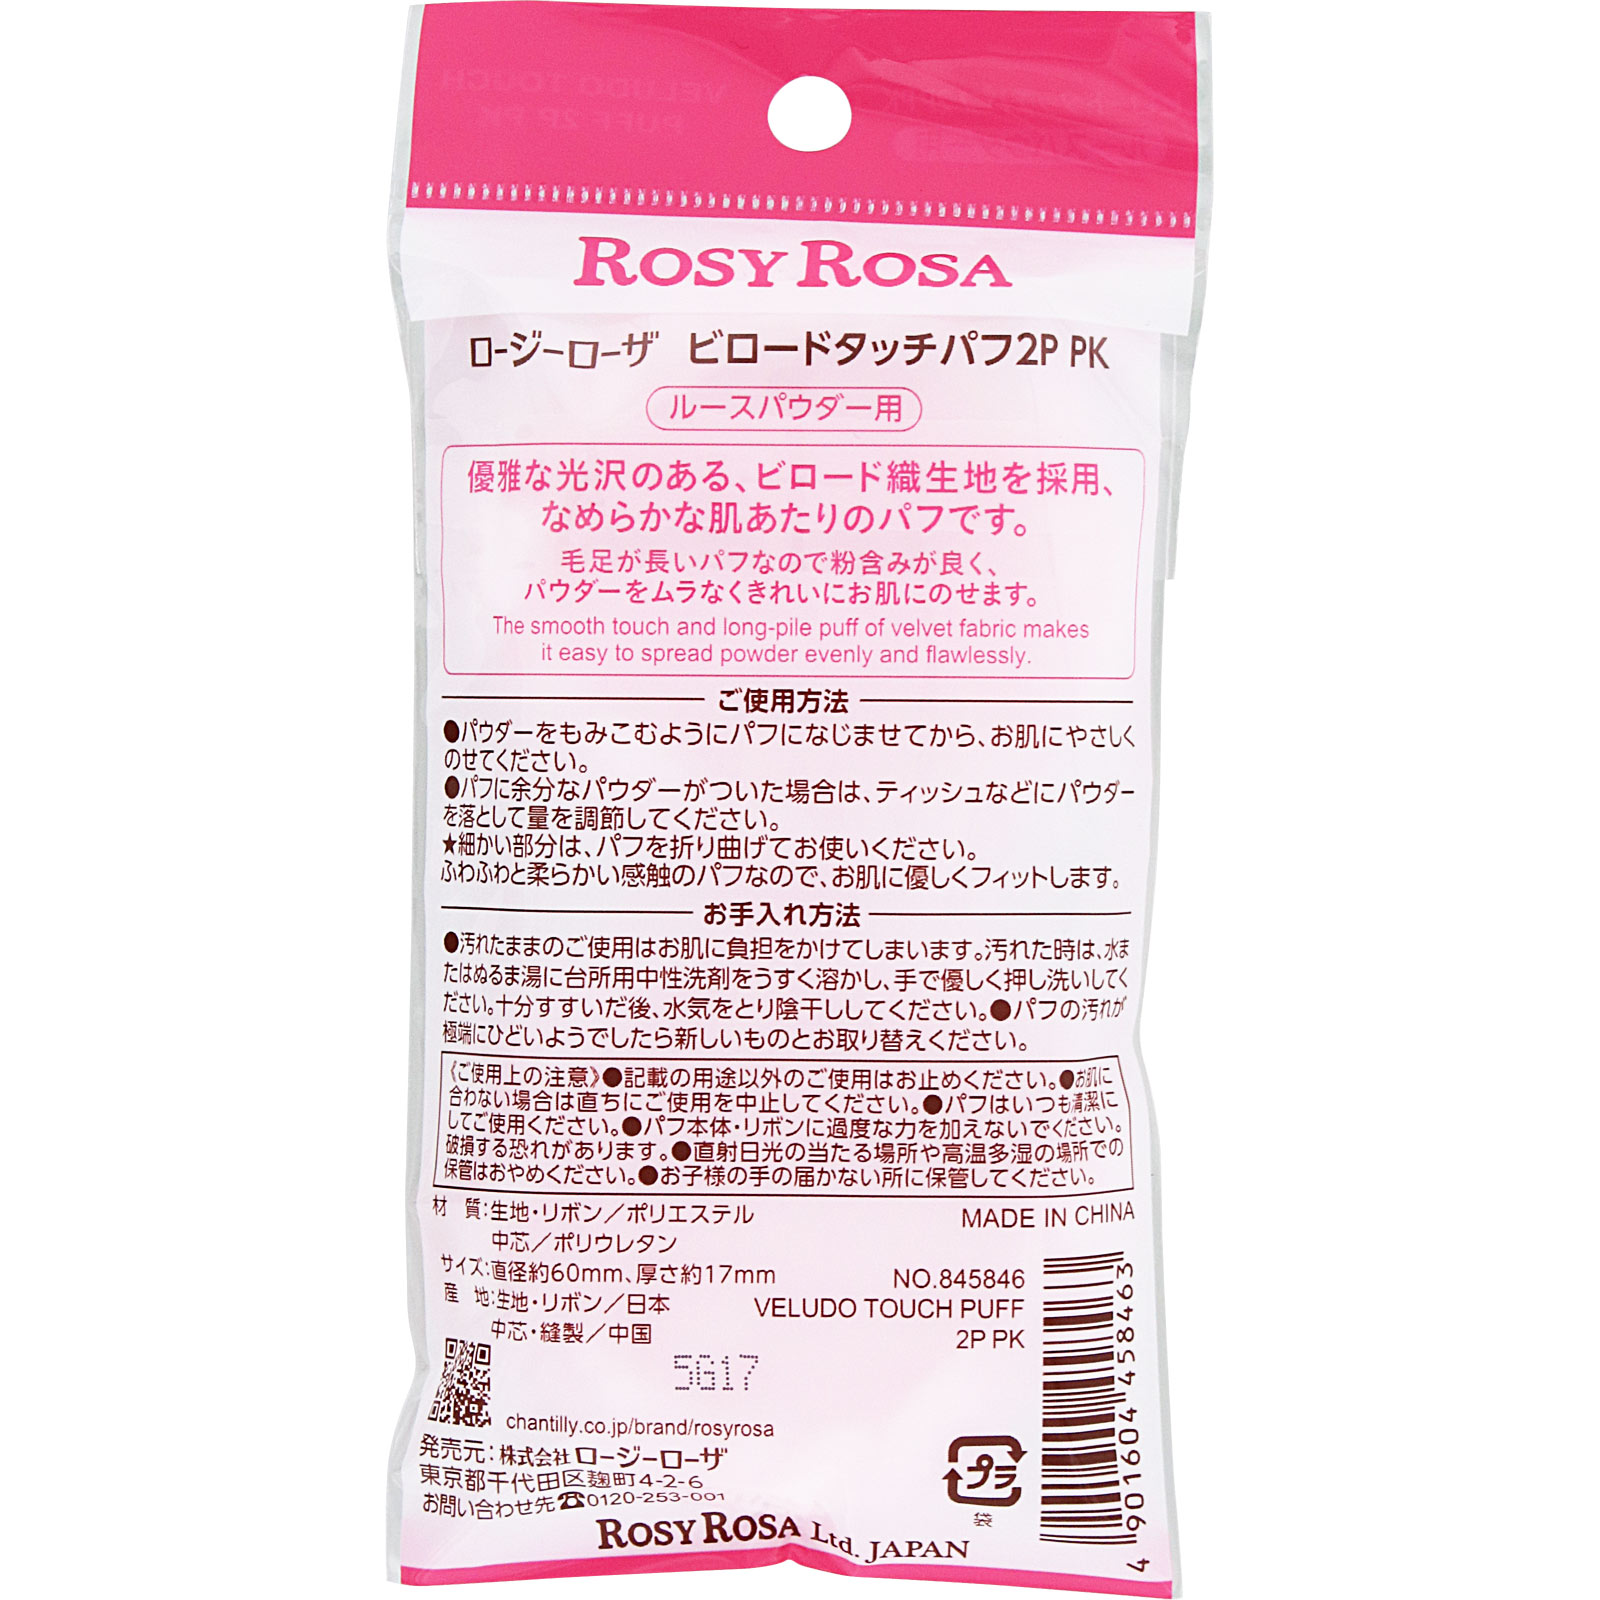 ROSY ROSA
ロージーローザ ビロードタッチパフ2P PK
ルースパウダー用
優雅な光沢のある、ビロード織生地を採用、
なめらかな肌あたりのパフです。
毛足が長いパフなので粉含みが良く、
パウダーをムラなくきれいにお肌にのせます。
The smooth touch and long-pile puff of velvet fabric makes
it easy to spread powder evenly and flawlessly.
ご使用方法
●パウダーをもみこむようにパフになじませてから、お肌にやさしく
のせてください。
●パフに余分なパウダーがついた場合は、ティッシュなどにパウダー
を落として量を調節してください。
★細かい部分は、パフを折り曲げてお使いください。
ふわふわと柔らかい感触のパフなので、お肌に優しくフィットします。
お手入れ方法
●汚れたままのご使用はお肌に負担をかけてしまいます。汚れた時は、水ま
たはぬるま湯に台所用中性洗剤をうすく溶かし、手で優しく押し洗いしてく
ださい。十分すすいだ後、水気をとり陰干ししてください。●パフの汚れが
極端にひどいようでしたら新しいものとお取り替えください。
《ご使用上の注意》●記載の用途以外のご使用はお止めください。●お肌に
合わない場合は直ちにご使用を中止してください。●パフはいつも清潔に
してご使用ください。●パフ本体・リボンに過度な力を加えないでください。
破損する恐れがあります。●直射日光の当たる場所や高温多湿の場所での
保管はおやめください。●お子様の手の届かない所に保管してください。
材 質:生地・リボン/ポリエステル
中芯/ポリウレタン
サイズ:直径約60mm、厚さ約17mm
産 地:生地・リボン/日本
中芯・縫製/中国
MADE IN CHINA
NO.845846
VELUDO TOUCH PUFF
2P PK
4901604458463
5G17
chantilly.co.jp/brand/rosyrosa
発売元:株式会社ロージーローザ
東京都千代田区麹町4-2-6
お問い合わせ先☎0120-253-001
プラ
袋
ROSY ROSA Ltd. JAPAN